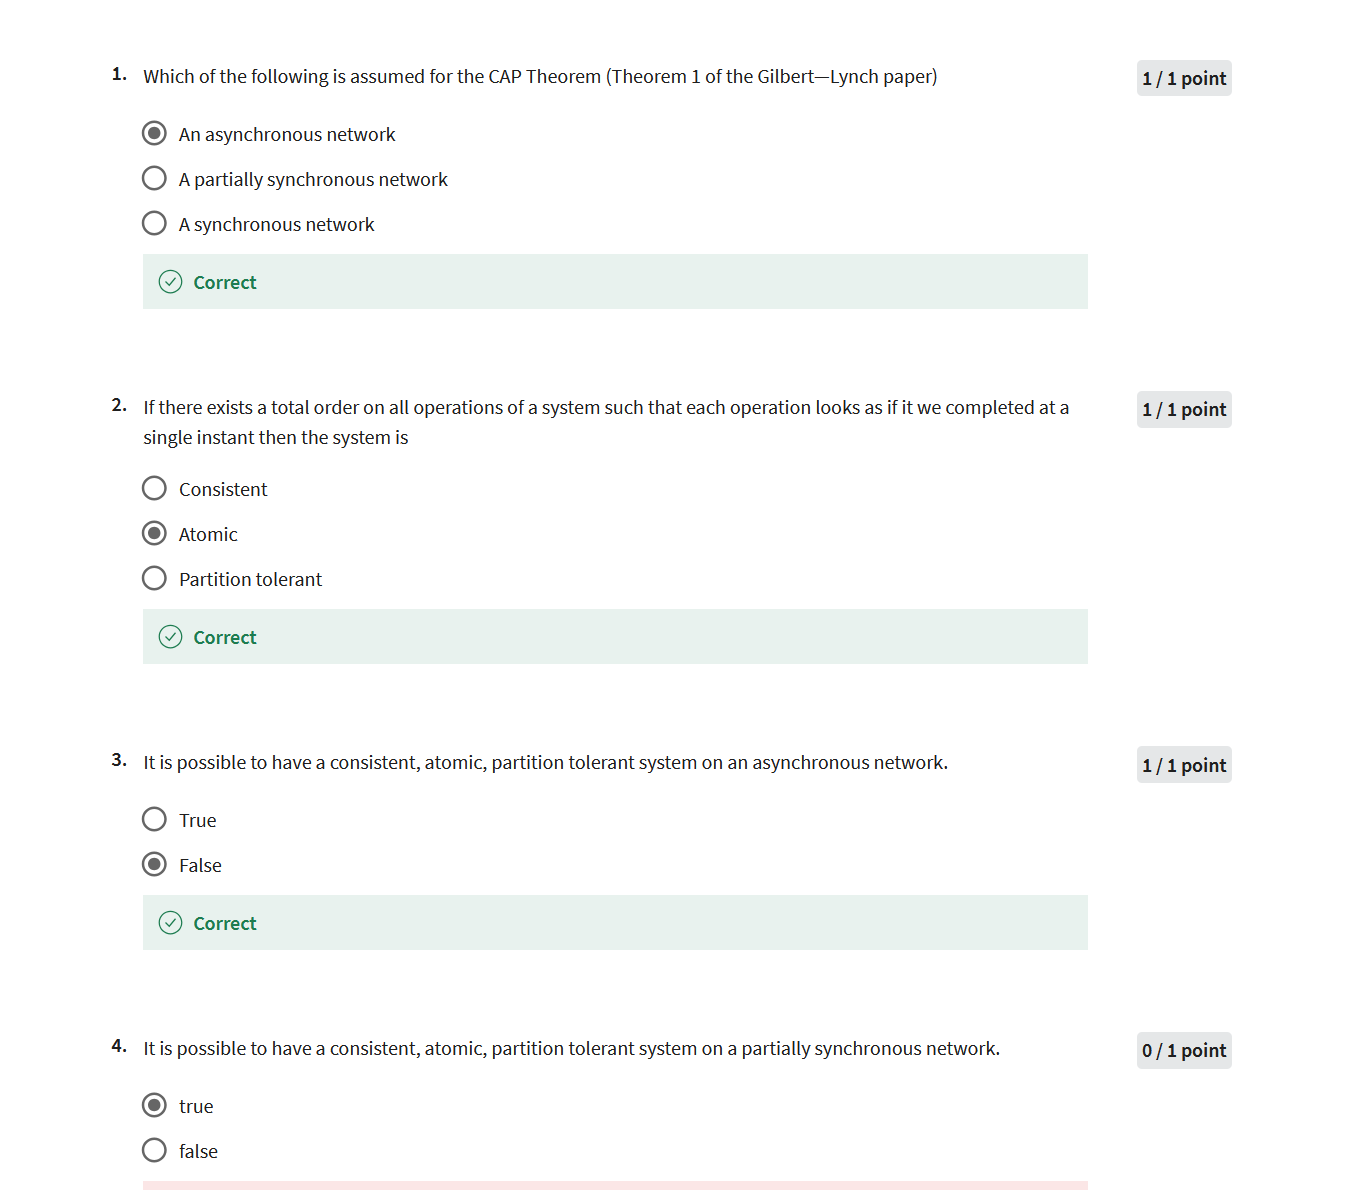 1. Which of the following is assumed for the CAP Theorem (Theorem 1 of the Gilbert—Lynch paper)
1 / 1 point
An asynchronous network
A partially synchronous network
A synchronous network
Correct
2. If there exists a total order on all operations of a system such that each operation looks as if it we completed at a
single instant then the system is
1 / 1 point
Consistent
Atomic
Partition tolerant
Correct
3. It is possible to have a consistent, atomic, partition tolerant system on an asynchronous network.
1 / 1 point
True
False
Correct
4. It is possible to have a consistent, atomic, partition tolerant system on a partially synchronous network.
0 / 1 point
true
false